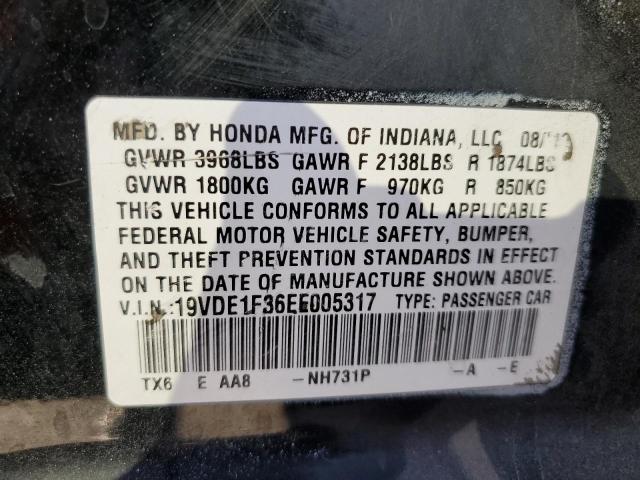 MFD. BY HONDA MFG. OF INDIANA, LLC
GVWR 3968LBS GAWR F 2138LBS R 1874LBS
GVWR 1800KG GAWR F 970KG R 850KG
THIS VEHICLE CONFORMS TO ALL APPLICABLE
FEDERAL MOTOR VEHICLE SAFETY, BUMPER,
AND THEFT PREVENTION STANDARDS IN EFFECT
ON THE DATE OF MANUFACTURE SHOWN ABOVE.
V.I.N.:19VDE1F36EE005317 TYPE: PASSENGER CAR
TX6 E AA8 -NH731P -A -E